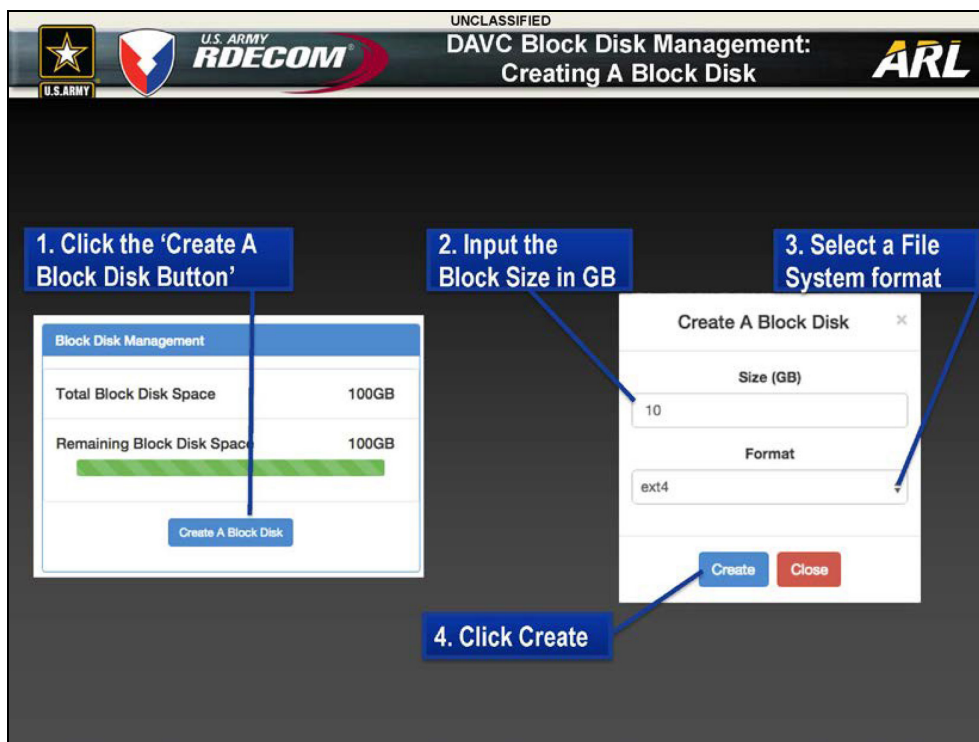 UNCLASSIFIED
U.S.ARMY
U.S. ARMY
RDECOM®
DAVC Block Disk Management:
Creating A Block Disk
ARL
1. Click the ‘Create A
Block Disk Button’
2. Input the
Block Size in GB
3. Select a File
System format
Block Disk Management
Total Block Disk Space 100GB
Remaining Block Disk Space 100GB
Create A Block Disk
Create A Block Disk ×
Size (GB)
10
Format
ext4
Create Close
4. Click Create